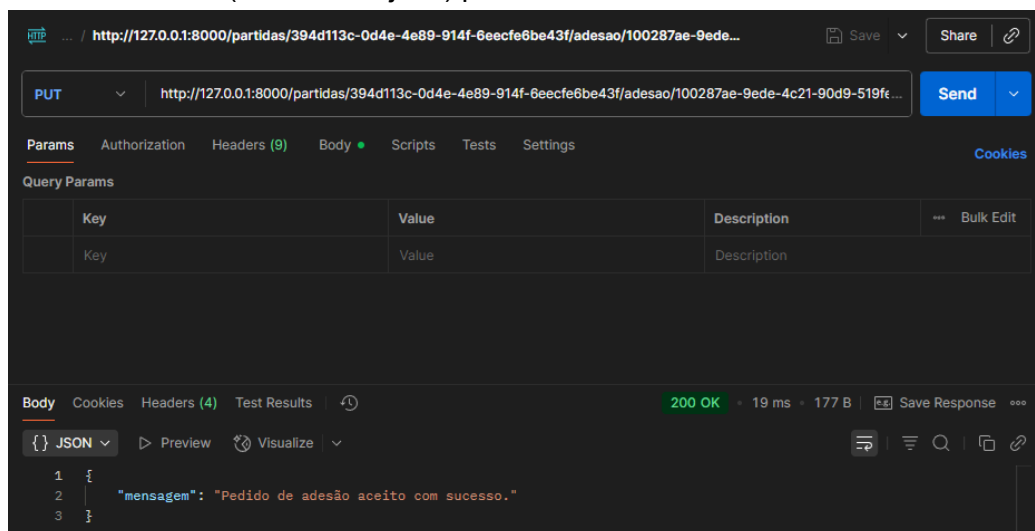 HTTP ... / http://127.0.0.1:8000/partidas/394d113c-0d4e-4e89-914f-6eecfe6be43f/adesao/100287ae-9ede... Save Share
PUT http://127.0.0.1:8000/partidas/394d113c-0d4e-4e89-914f-6eecfe6be43f/adesao/100287ae-9ede-4c21-90d9-519fe... Send
Params Authorization Headers (9) Body Scripts Tests Settings Cookies
Query Params
Key Value Description ... Bulk Edit
Key Value Description
Body Cookies Headers (4) Test Results 200 OK • 19 ms • 177 B e.g. Save Response ...
{} JSON Preview Visualize
1 {
2 "mensagem": "Pedido de adesão aceito com sucesso."
3 }